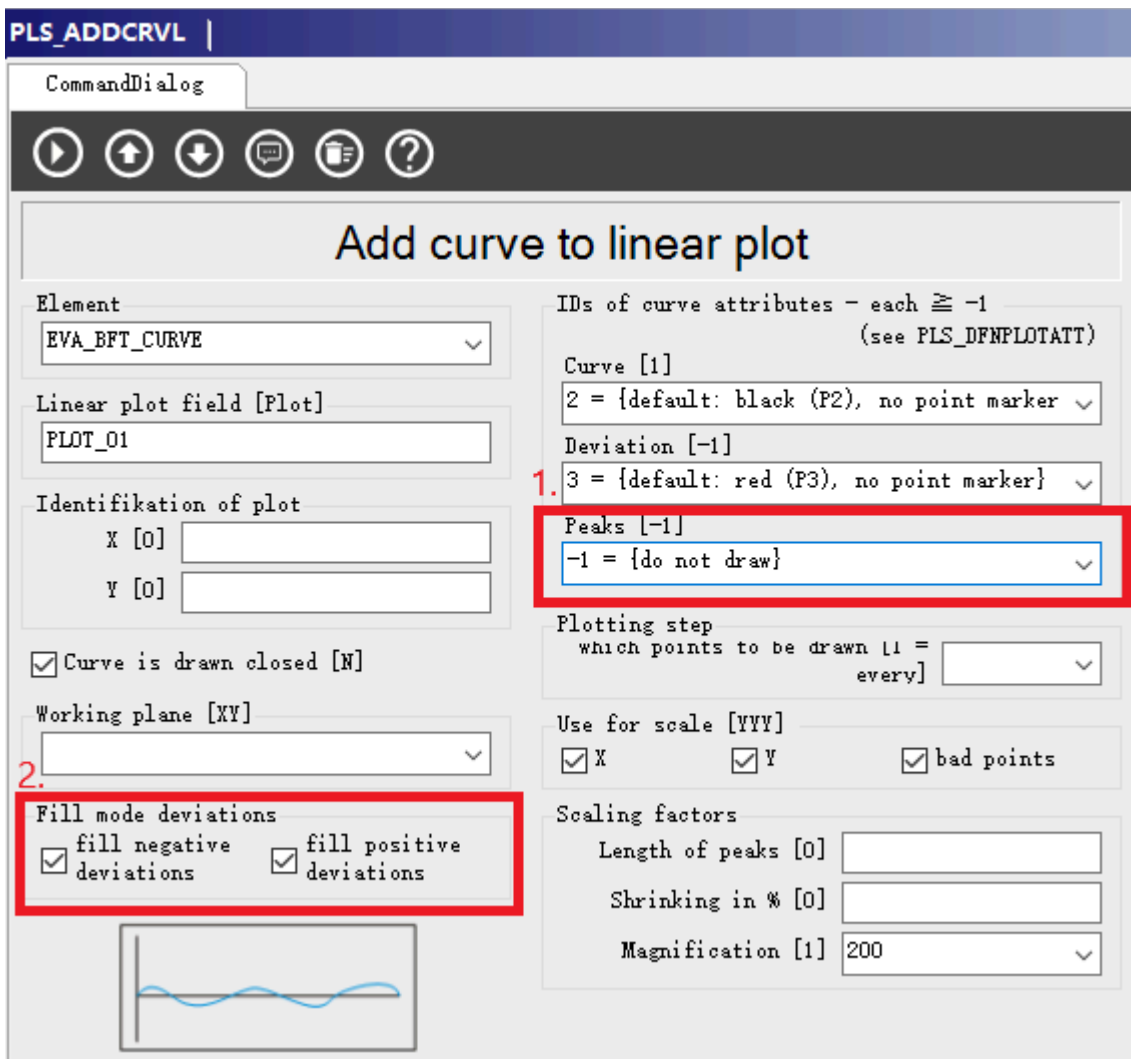 PLS_ADDCRVL
CommandDialog
Add curve to linear plot
Element
EVA_BFT_CURVE
Linear plot field [Plot]
PLOT_01
Identifikation of plot
X [0]
Y [0]
Curve is drawn closed [N]
Working plane [XY]
2.
Fill mode deviations
fill negative
deviations
fill positive
deviations
IDs of curve attributes - each ≧ -1
(see PLS_DFNPLOTATT)
Curve [1]
2 = {default: black (P2), no point marker
Deviation [-1]
1.
3 = {default: red (P3), no point marker}
Peaks [-1]
-1 = {do not draw}
Plotting step
which points to be drawn [1 =
every]
Use for scale [YYY]
X
Y
bad points
Scaling factors
Length of peaks [0]
Shrinking in % [0]
Magnification [1]
200